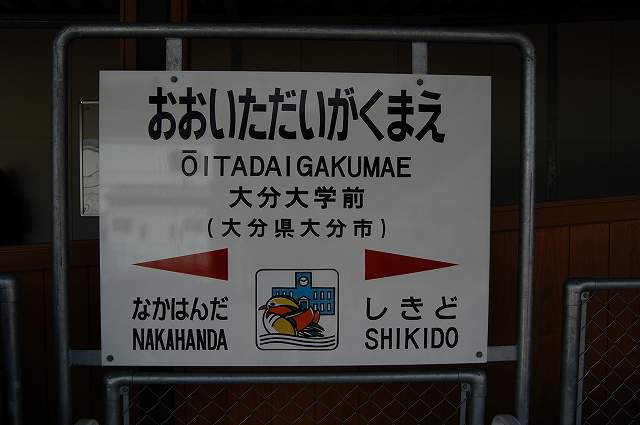 おおいただいがくまえ
ŌITADAIGAKUMAE
大分大学前
(大分県大分市)
なかはんだ しきど
NAKAHANDA SHIKIDO